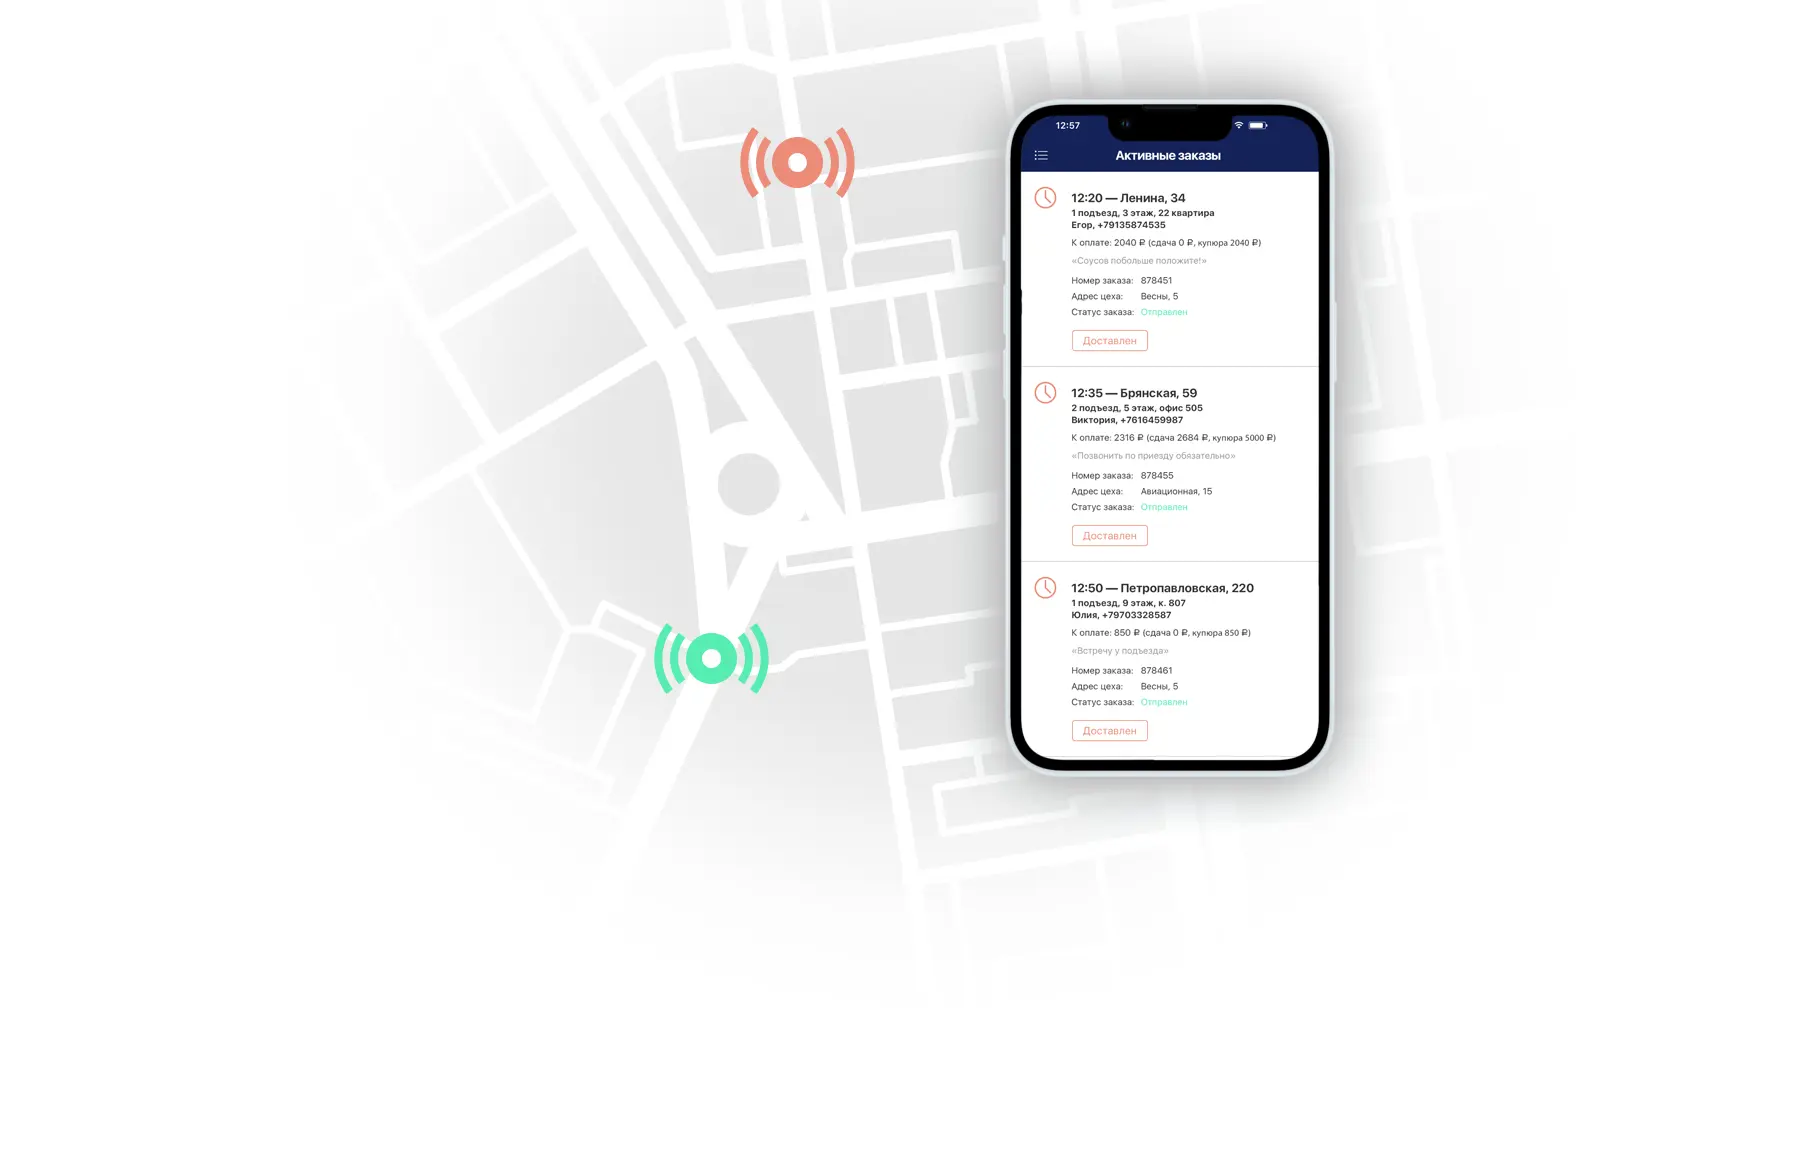 12:57
Активные заказы
12:20 — Ленина, 34
1 подъезд, 3 этаж, 22 квартира
Егор, +79135874535
К оплате: 2040 ₽ (сдача 0 ₽, купюра 2040 ₽)
«Соусов побольше положите!»
Номер заказа: 878451
Адрес цеха: Весны, 5
Статус заказа: Отправлен
Доставлен
12:35 — Брянская, 59
2 подъезд, 5 этаж, офис 505
Виктория, +7616459987
К оплате: 2316 ₽ (сдача 2684 ₽, купюра 5000 ₽)
«Позвонить по приезду обязательно»
Номер заказа: 878455
Адрес цеха: Авиационная, 15
Статус заказа: Отправлен
Доставлен
12:50 — Петропавловская, 220
1 подъезд, 9 этаж, к. 807
Юлия, +79703328587
К оплате: 850 ₽ (сдача 0 ₽, купюра 850 ₽)
«Встречу у подъезда»
Номер заказа: 878461
Адрес цеха: Весны, 5
Статус заказа: Отправлен
Доставлен